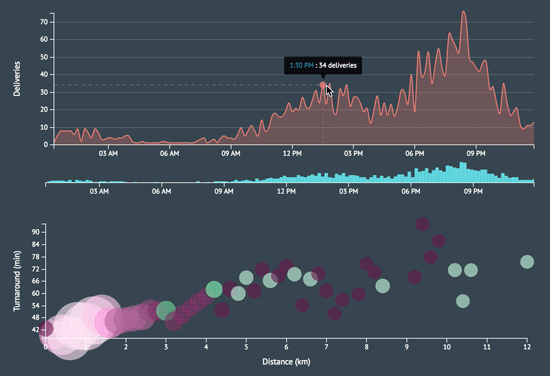 Deliveries
70
60
50
40
30
20
10
0
1:30 PM : 34 deliveries
03 AM 06 AM 09 AM 12 PM 03 PM 06 PM 09 PM
03 AM 06 AM 09 AM 12 PM 03 PM 06 PM 09 PM
Turnaround (min)
90
84
78
72
66
60
54
48
42
0 1 2 3 4 5 6 7 8 9 10 11 12
Distance (km)